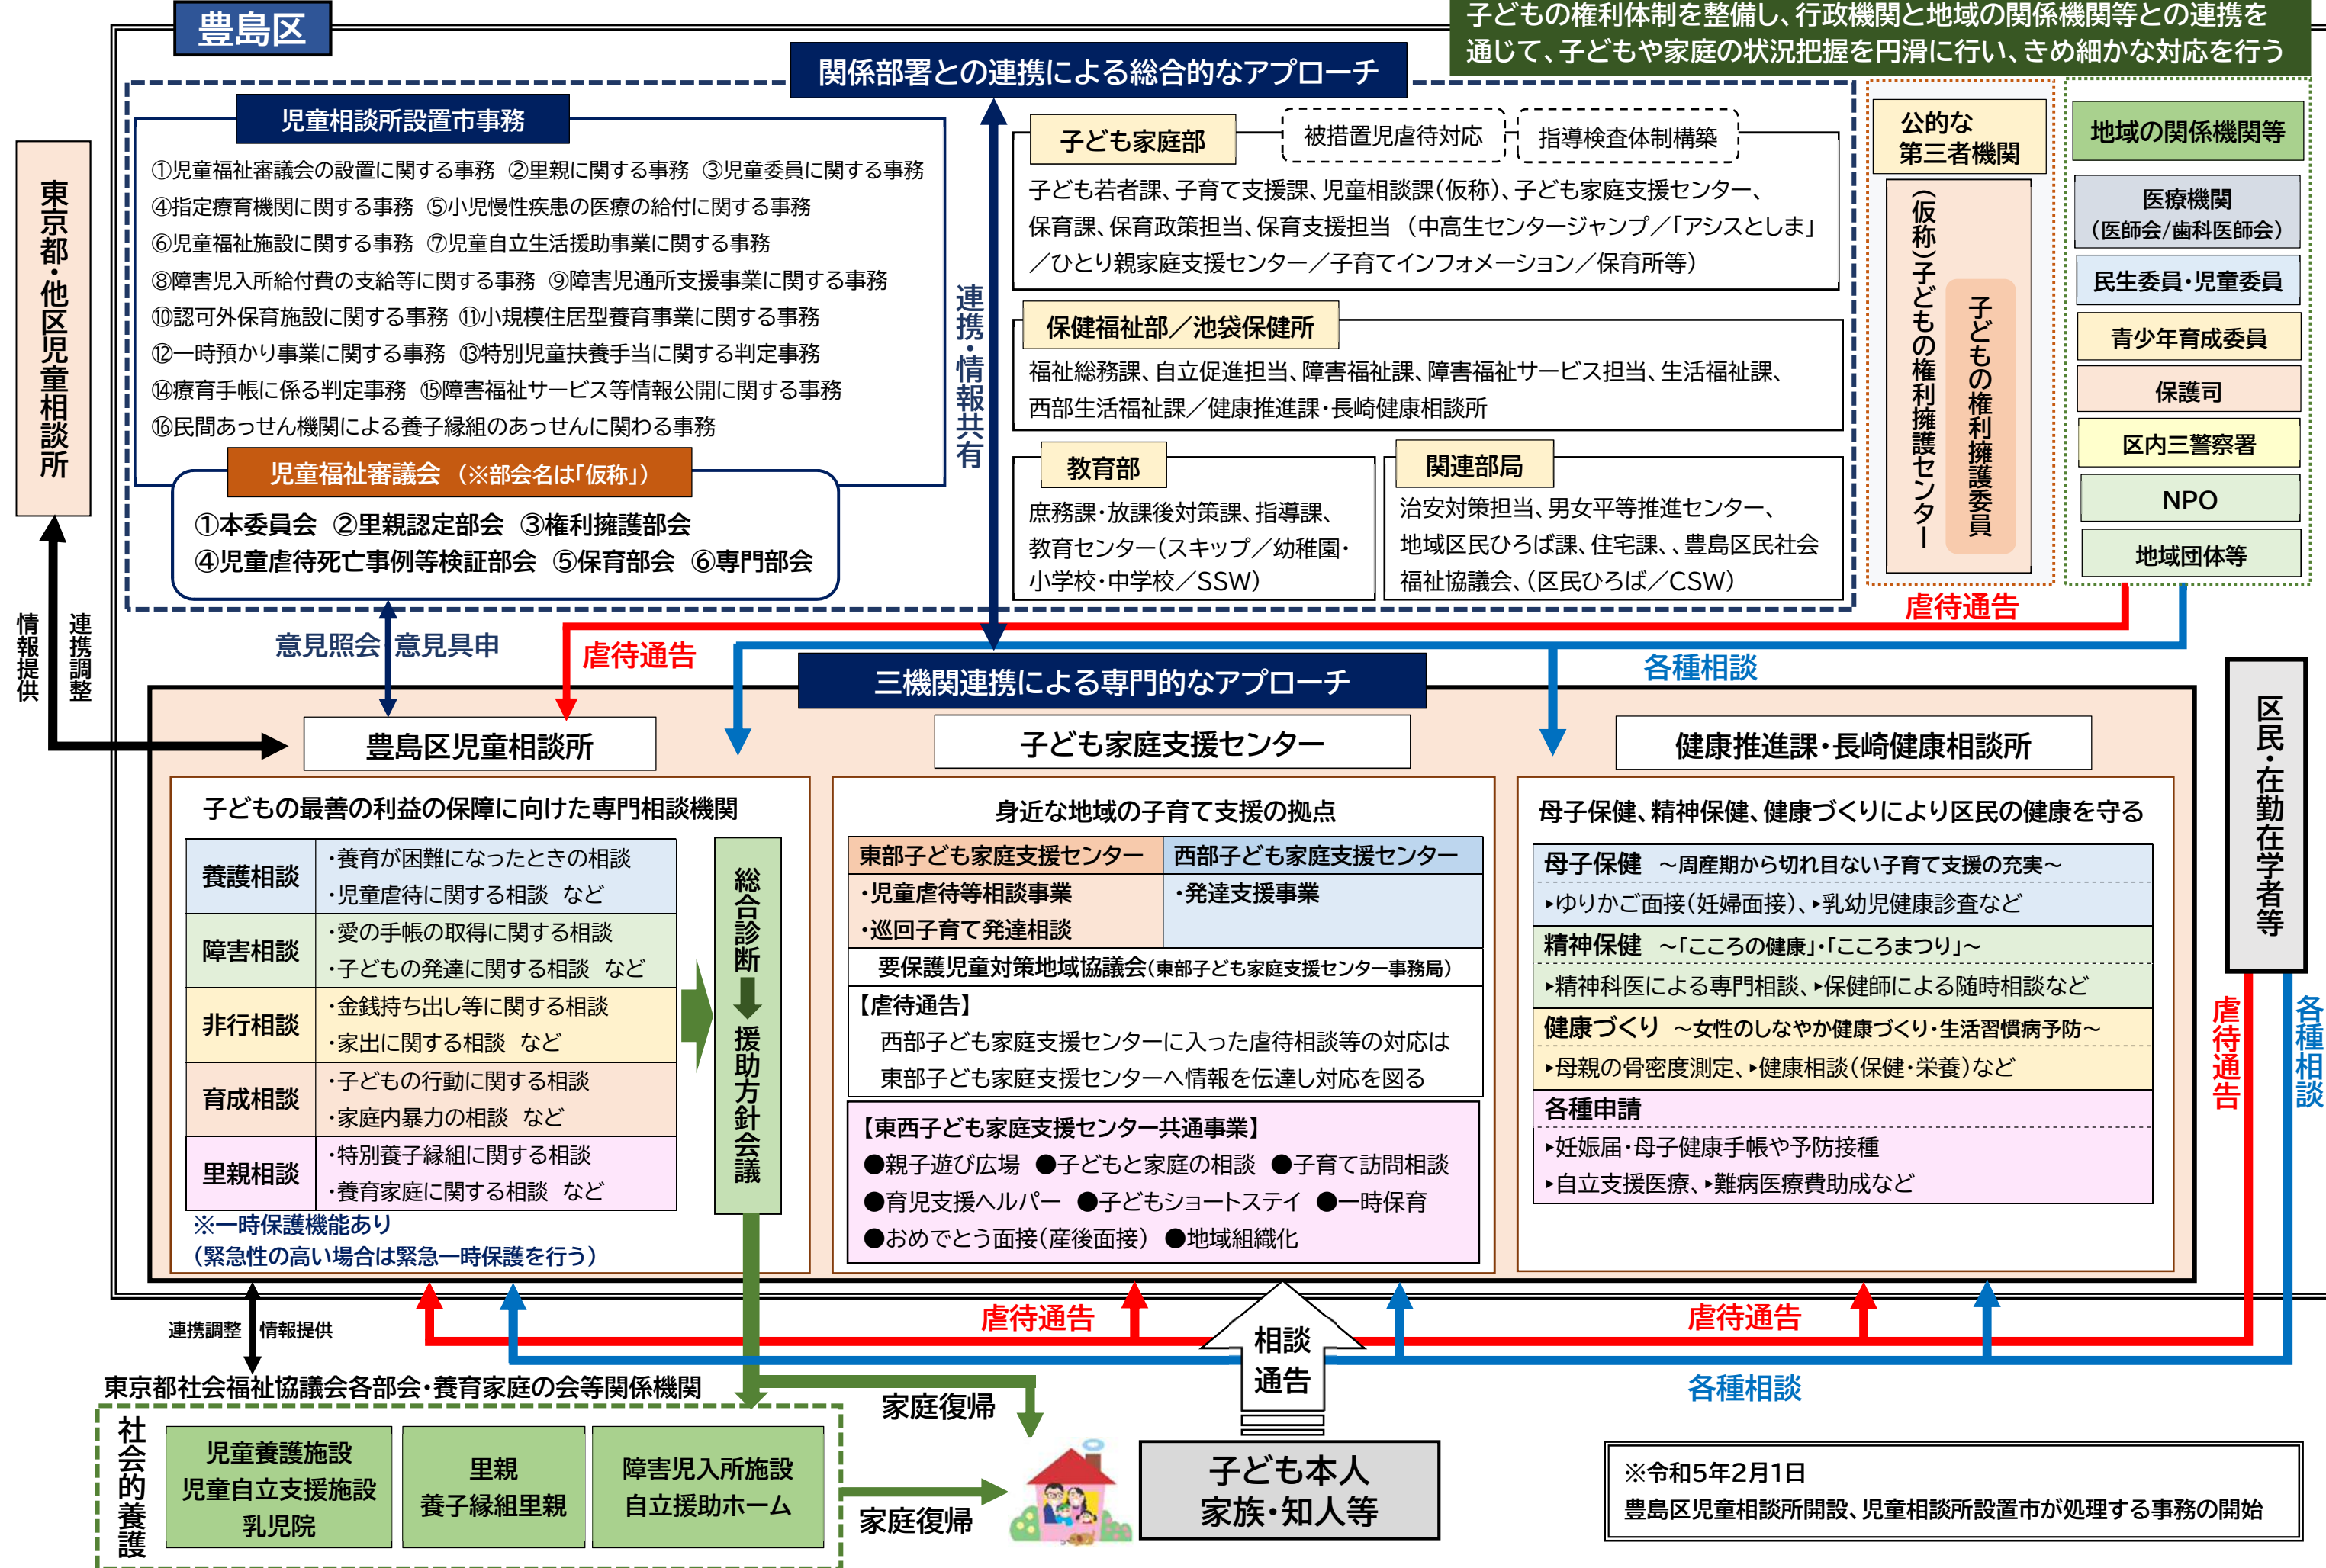 豊島区
子どもの権利体制を整備し、行政機関と地域の関係機関等との連携を
通じて、子どもや家庭の状況把握を円滑に行い、きめ細かな対応を行う
関係部署との連携による総合的なアプローチ
児童相談所設置市事務
①児童福祉審議会の設置に関する事務 ②里親に関する事務 ③児童委員に関する事務
④指定療育機関に関する事務 ⑤小児慢性疾患の医療の給付に関する事務
⑥児童福祉施設に関する事務 ⑦児童自立生活援助事業に関する事務
⑧障害児入所給付費の支給等に関する事務 ⑨障害児通所支援事業に関する事務
⑩認可外保育施設に関する事務 ⑪小規模住居型養育事業に関する事務
⑫一時預かり事業に関する事務 ⑬特別児童扶養手当に関する判定事務
⑭療育手帳に係る判定事務 ⑮障害福祉サービス等情報公開に関する事務
⑯民間あっせん機関による養子縁組のあっせんに関わる事務
児童福祉審議会 (※部会名は「仮称」)
①本委員会 ②里親認定部会 ③権利擁護部会
④児童虐待死亡事例等検証部会 ⑤保育部会 ⑥専門部会
連携・情報共有
子ども家庭部
被措置児虐待対応
指導検査体制構築
子ども若者課、子育て支援課、児童相談課(仮称)、子ども家庭支援センター、
保育課、保育政策担当、保育支援担当 (中高生センタージャンプ/「アシスとしま」
/ひとり親家庭支援センター/子育てインフォメーション/保育所等)
保健福祉部/池袋保健所
福祉総務課、自立促進担当、障害福祉課、障害福祉サービス担当、生活福祉課、
西部生活福祉課/健康推進課・長崎健康相談所
教育部
庶務課・放課後対策課、指導課、
教育センター(スキップ/幼稚園・
小学校・中学校/SSW)
関連部局
治安対策担当、男女平等推進センター、
地域区民ひろば課、住宅課、、豊島区民社会
福祉協議会、(区民ひろば/CSW)
公的な
第三者機関
(仮称)子どもの権利擁護センター
子どもの権利擁護委員
地域の関係機関等
医療機関
(医師会/歯科医師会)
民生委員・児童委員
青少年育成委員
保護司
区内三警察署
NPO
地域団体等
東京都・他区児童相談所
情報提供
連携調整
意見照会
意見具申
虐待通告
虐待通告
各種相談
三機関連携による専門的なアプローチ
豊島区児童相談所
子どもの最善の利益の保障に向けた専門相談機関
養護相談
・養育が困難になったときの相談
・児童虐待に関する相談 など
障害相談
・愛の手帳の取得に関する相談
・子どもの発達に関する相談 など
非行相談
・金銭持ち出し等に関する相談
・家出に関する相談 など
育成相談
・子どもの行動に関する相談
・家庭内暴力の相談 など
里親相談
・特別養子縁組に関する相談
・養育家庭に関する相談 など
※一時保護機能あり
(緊急性の高い場合は緊急一時保護を行う)
総合診断
援助方針会議
子ども家庭支援センター
身近な地域の子育て支援の拠点
東部子ども家庭支援センター
西部子ども家庭支援センター
・児童虐待等相談事業
・巡回子育て発達相談
・発達支援事業
要保護児童対策地域協議会(東部子ども家庭支援センター事務局)
【虐待通告】
西部子ども家庭支援センターに入った虐待相談等の対応は
東部子ども家庭支援センターへ情報を伝達し対応を図る
【東西子ども家庭支援センター共通事業】
●親子遊び広場 ●子どもと家庭の相談 ●子育て訪問相談
●育児支援ヘルパー ●子どもショートステイ ●一時保育
●おめでとう面接(産後面接) ●地域組織化
健康推進課・長崎健康相談所
母子保健、精神保健、健康づくりにより区民の健康を守る
母子保健 ～周産期から切れ目ない子育て支援の充実～
▸ゆりかご面接(妊婦面接)、▸乳幼児健康診査など
精神保健 ～「こころの健康」・「こころまつり」～
▸精神科医による専門相談、▸保健師による随時相談など
健康づくり ～女性のしなやか健康づくり・生活習慣病予防～
▸母親の骨密度測定、▸健康相談(保健・栄養)など
各種申請
▸妊娠届・母子健康手帳や予防接種
▸自立支援医療、▸難病医療費助成など
区民・在勤在学者等
虐待通告
各種相談
連携調整
情報提供
虐待通告
虐待通告
相談
通告
各種相談
東京都社会福祉協議会各部会・養育家庭の会等関係機関
社会的養護
児童養護施設
児童自立支援施設
乳児院
里親
養子縁組里親
障害児入所施設
自立援助ホーム
家庭復帰
家庭復帰
子ども本人
家族・知人等
※令和5年2月1日
豊島区児童相談所開設、児童相談所設置市が処理する事務の開始